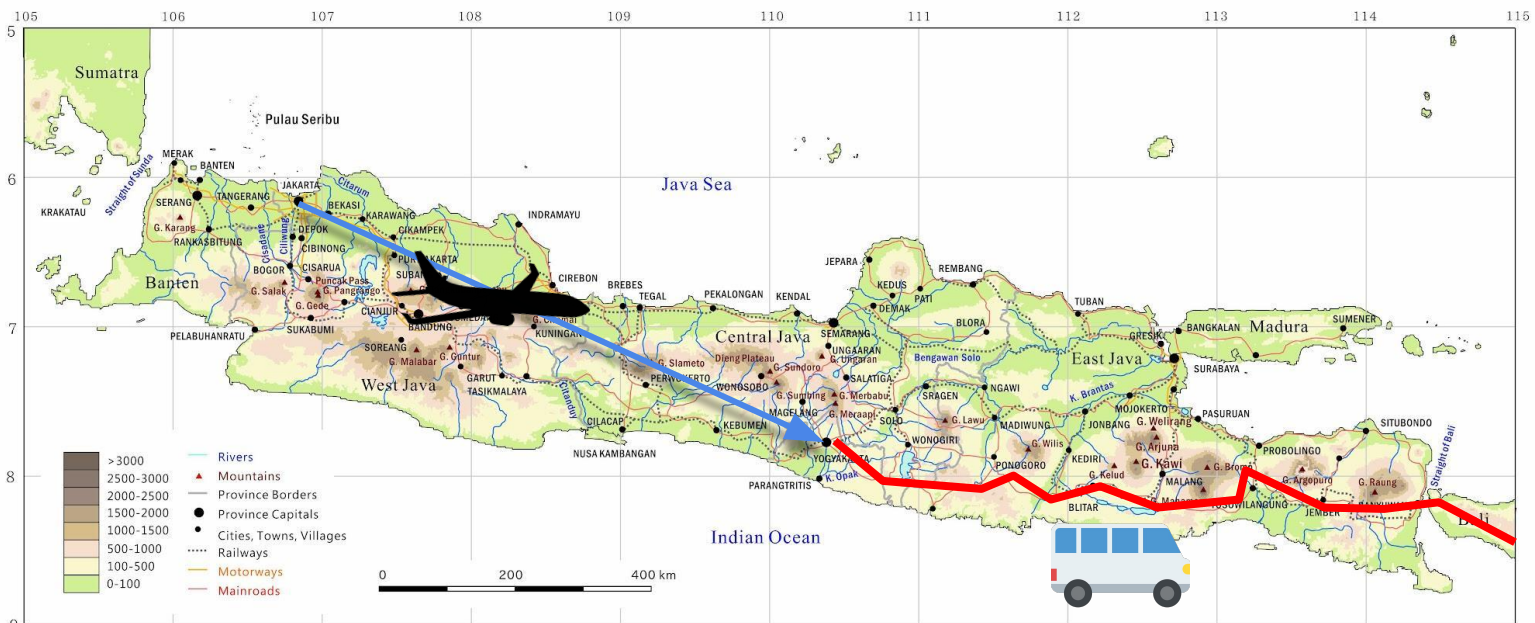 105 106 107 108 109 110 111 112 113 114 115
5
Sumatra
Pulau Seribu
MERAK
BANTEN
6
Java Sea
Straight of Sunda
JAKARTA
Citarum
SERANG
TANGERANG
BEKASI
KARAWANG
KRAKATAU
G. Karang
INDRAMAYU
RANKASBITUNG
Cisadane
Ciliwung
DEPOK
CIKAMPEK
CIBINONG
JEPARA
REMBANG
BOGOR
CISARUA
Puncak Pass
G. Salak
G. Pangrango
G. Gede
Banten
CIREBON
BREBES
TEGAL
PEKALONGAN
KENDAL
KEDUS
PATI
DEMAK
TUBAN
CIANJUR
BANDUNG
KUNINGAN
SUKABUMI
PELABUHANRATU
7
Central Java
SEMARANG
BLORA
GRESIK
BANGKALAN
Madura
SUMENER
SOREANG
G. Malabar
G. Guntur
UNGAARAN
G. Ungaran
Bengawan Solo
East Java
SURABAYA
West Java
GARUT
TASIKMALAYA
G. Slameto
Dieng Plateau
G. Sundoro
WONOSOBO
SALATIGA
NGAWI
K. Brantas
Citanduy
G. Sumbing
G. Merbabu
G. Meraapi
SRAGEN
MAGELANG
MOJOKERTO
PASURUAN
CILACAP
KEBUMEN
SOLO
G. Lawu
MADIWUNG
JONBANG
G. Welirang
SITUBONDO
G. Arjuna
WONOGIRI
G. Wilis
KEDIRI
G. Kawi
PROBOLINGO
Straight of Bali
NUSA KAMBANGAN
YOGYAKARTA
PONOGORO
G. Kelud
MALANG
G. Bromo
G. Argopuro
G. Raung
8
K. Opak
PARANGTRITIS
BLITAR
JEMBER
Bali
Indian Ocean
>3000
2500-3000
2000-2500
1500-2000
1000-1500
500-1000
100-500
0-100
Rivers
Mountains
Province Borders
Province Capitals
Cities, Towns, Villages
Railways
Motorways
Mainroads
0 200 400 km